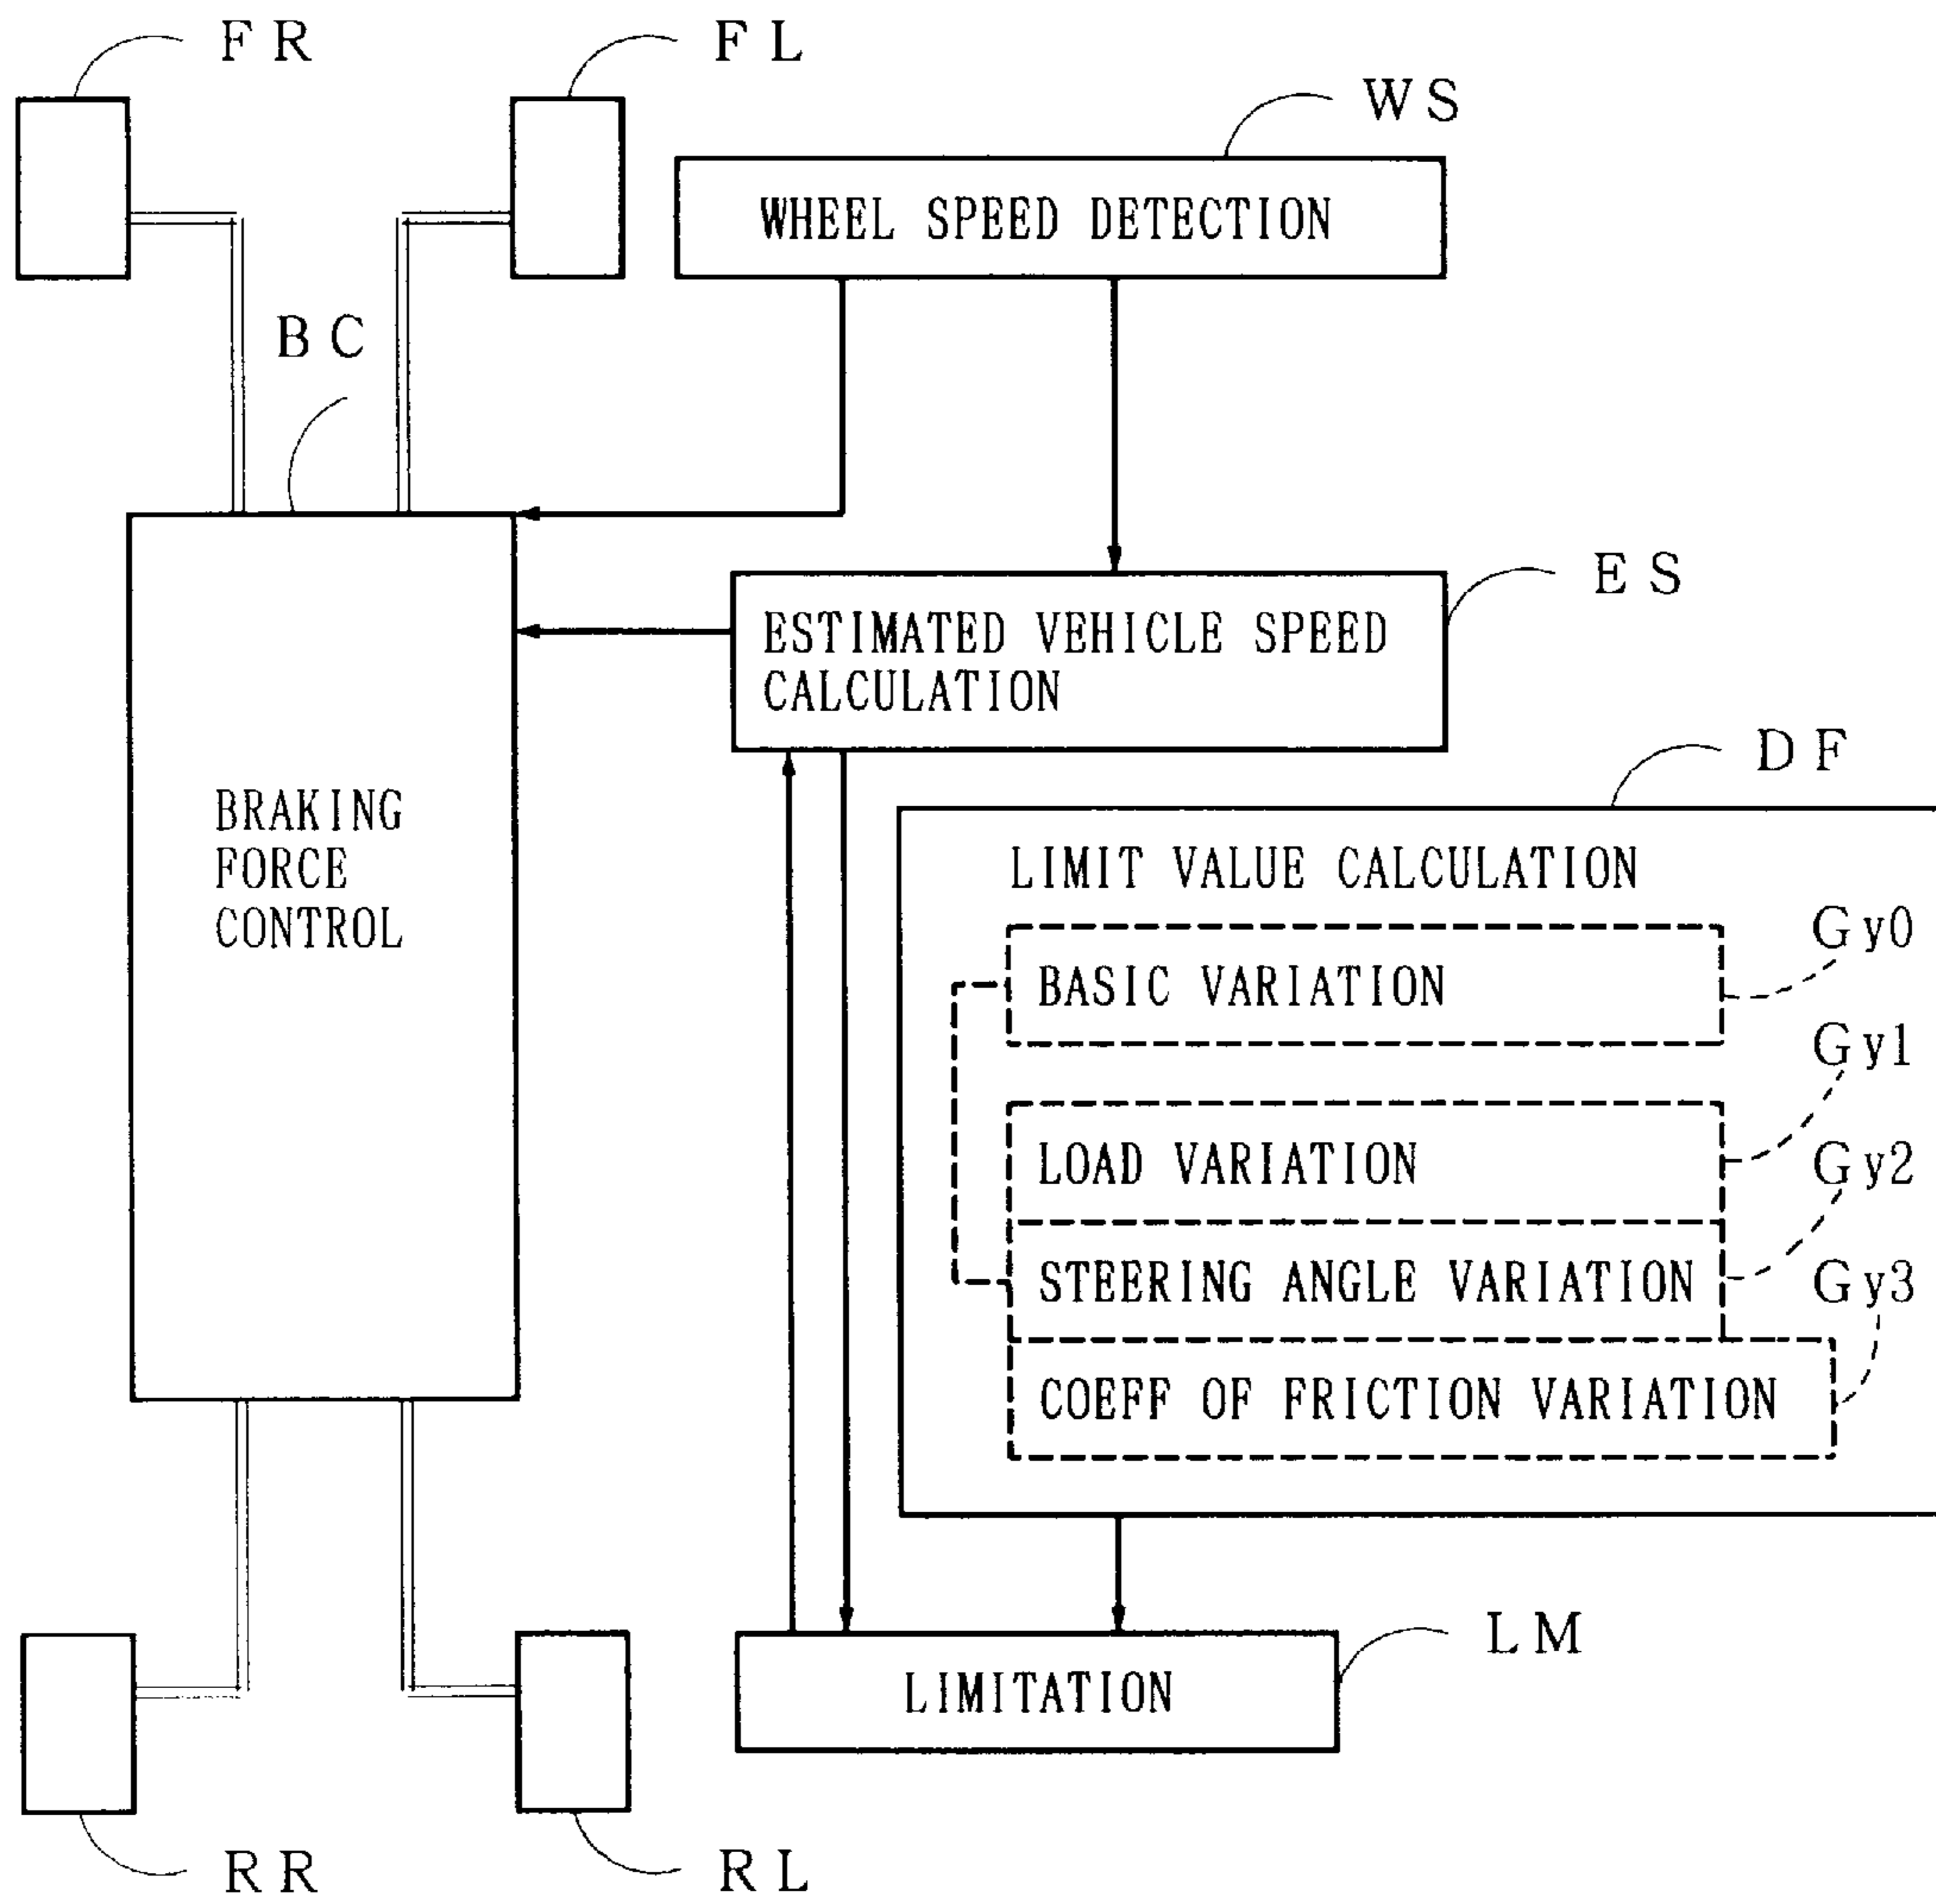 FR
FL
WS
WHEEL SPEED DETECTION
BC
ES
ESTIMATED VEHICLE SPEED
CALCULATION
DF
BRAKING
FORCE
CONTROL
LIMIT VALUE CALCULATION
Gy0
BASIC VARIATION
Gy1
LOAD VARIATION
Gy2
STEERING ANGLE VARIATION
Gy3
COEFF OF FRICTION VARIATION
LM
LIMITATION
RR
RL